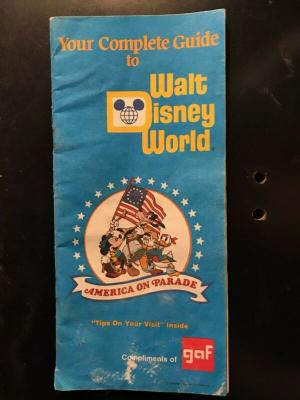 Your Complete Guide
to
Walt
Disney
World
AMERICA ON PARADE
"Tips On Your Visit" Inside
Compliments of gaf